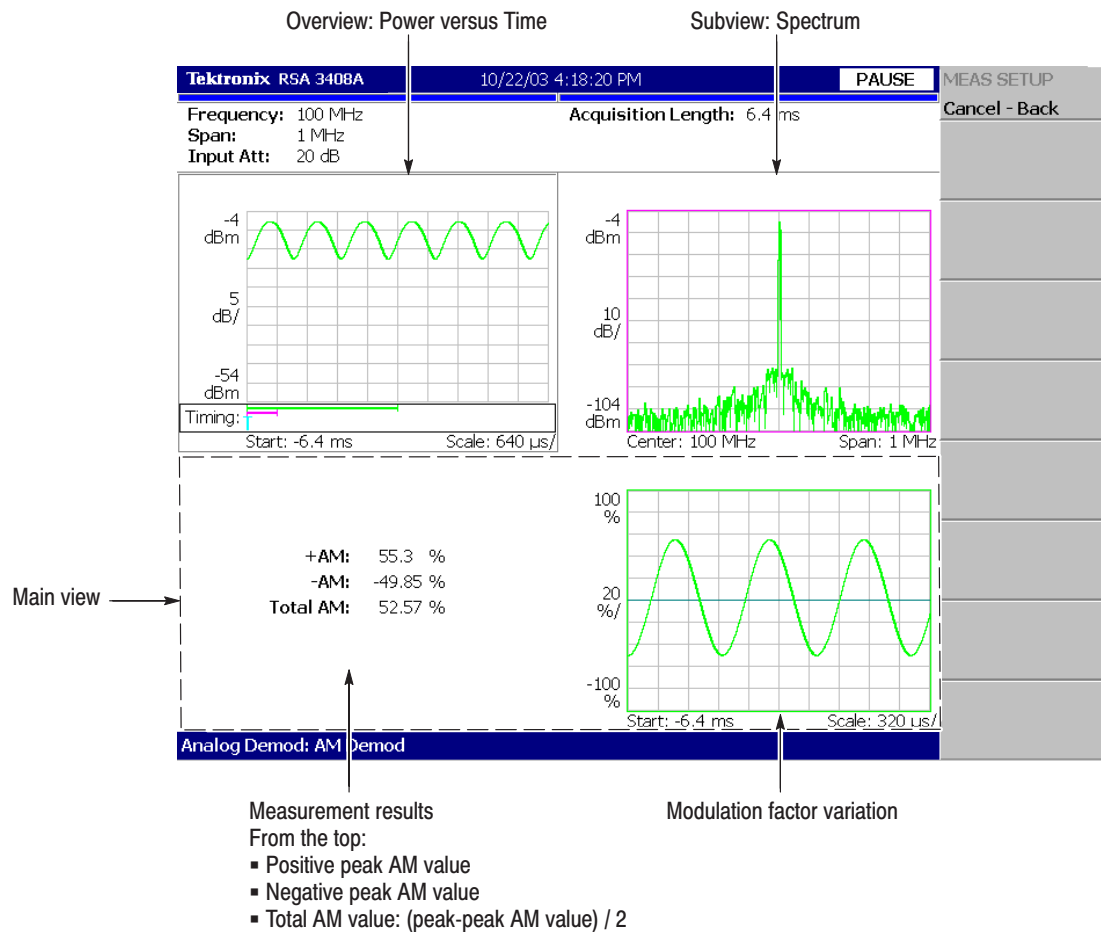 Overview: Power versus Time
Subview: Spectrum
Tektronix RSA 3408A
10/22/03 4:18:20 PM
PAUSE
MEAS SETUP
Cancel - Back
Frequency: 100 MHz
Span: 1 MHz
Input Att: 20 dB
Acquisition Length: 6.4 ms
-4
dBm
5
dB/
-54
dBm
Timing:
T
Start: -6.4 ms
Scale: 640 µs/
-4
dBm
10
dB/
-104
dBm
Center: 100 MHz
Span: 1 MHz
Main view
+AM: 55.3 %
-AM: -49.85 %
Total AM: 52.57 %
100
%
20
%/
-100
%
Start: -6.4 ms
Scale: 320 µs/
Analog Demod: AM Demod
Measurement results
From the top:
▪ Positive peak AM value
▪ Negative peak AM value
▪ Total AM value: (peak-peak AM value) / 2
Modulation factor variation